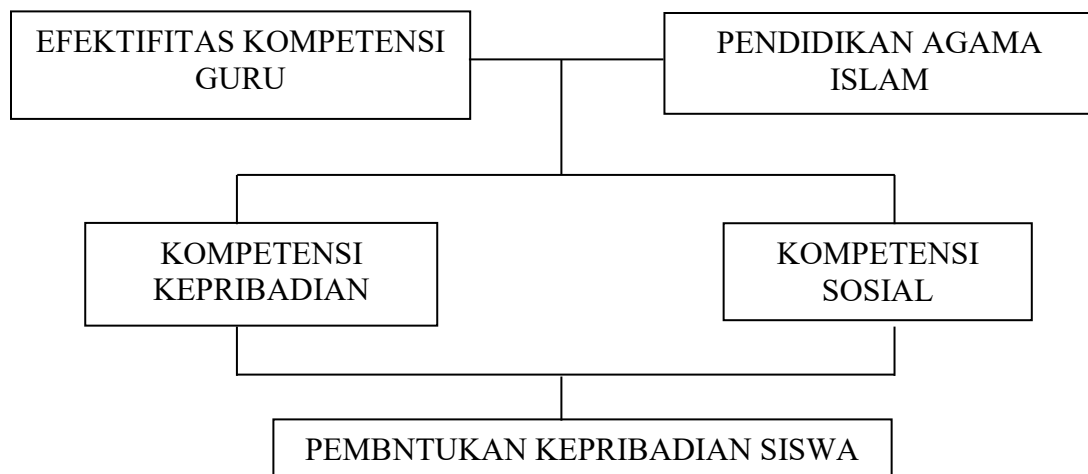 EFEKTIFITAS KOMPETENSI
GURU
PENDIDIKAN AGAMA
ISLAM
KOMPETENSI
KEPRIBADIAN
KOMPETENSI
SOSIAL
PEMBNTUKAN KEPRIBADIAN SISWA